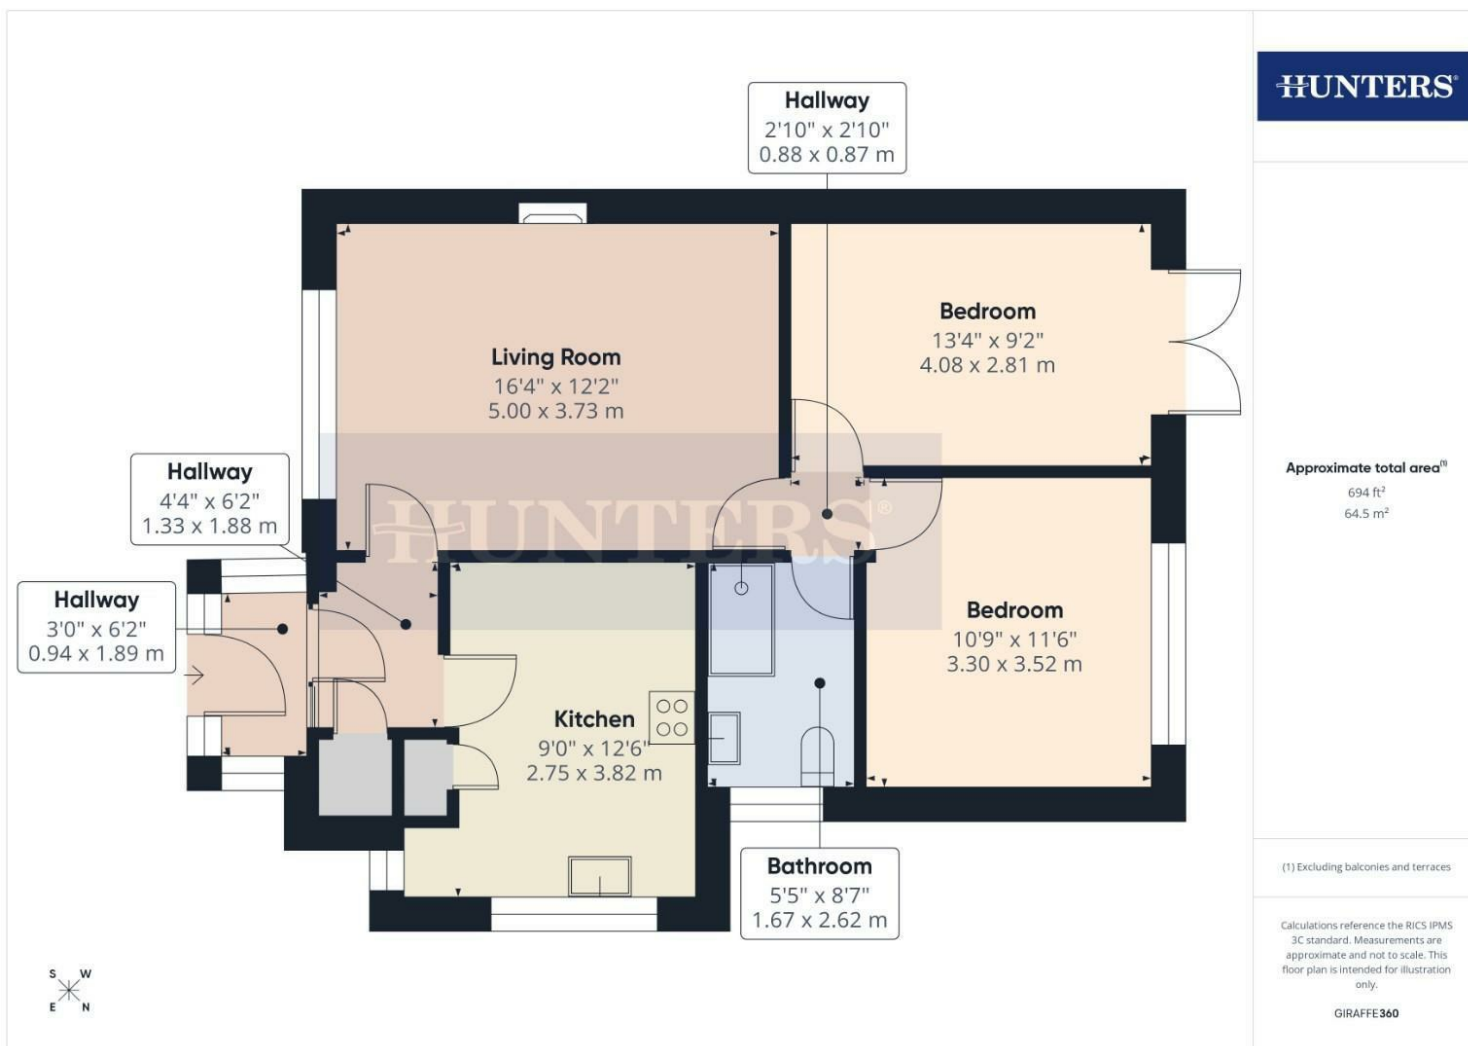 HUNTERS®
Hallway
2'10" x 2'10"
0.88 x 0.87 m
Living Room
16'4" x 12'2"
5.00 x 3.73 m
Bedroom
13'4" x 9'2"
4.08 x 2.81 m
Hallway
4'4" x 6'2"
1.33 x 1.88 m
HUNTERS®
Hallway
3'0" x 6'2"
0.94 x 1.89 m
Bedroom
10'9" x 11'6"
3.30 x 3.52 m
Kitchen
9'0" x 12'6"
2.75 x 3.82 m
Bathroom
5'5" x 8'7"
1.67 x 2.62 m
S W
E N
Approximate total area(1)
694 ft²
64.5 m²
(1) Excluding balconies and terraces
Calculations reference the RICS IPMS
3C standard. Measurements are
approximate and not to scale. This
floor plan is intended for illustration
only.
GIRAFFE360